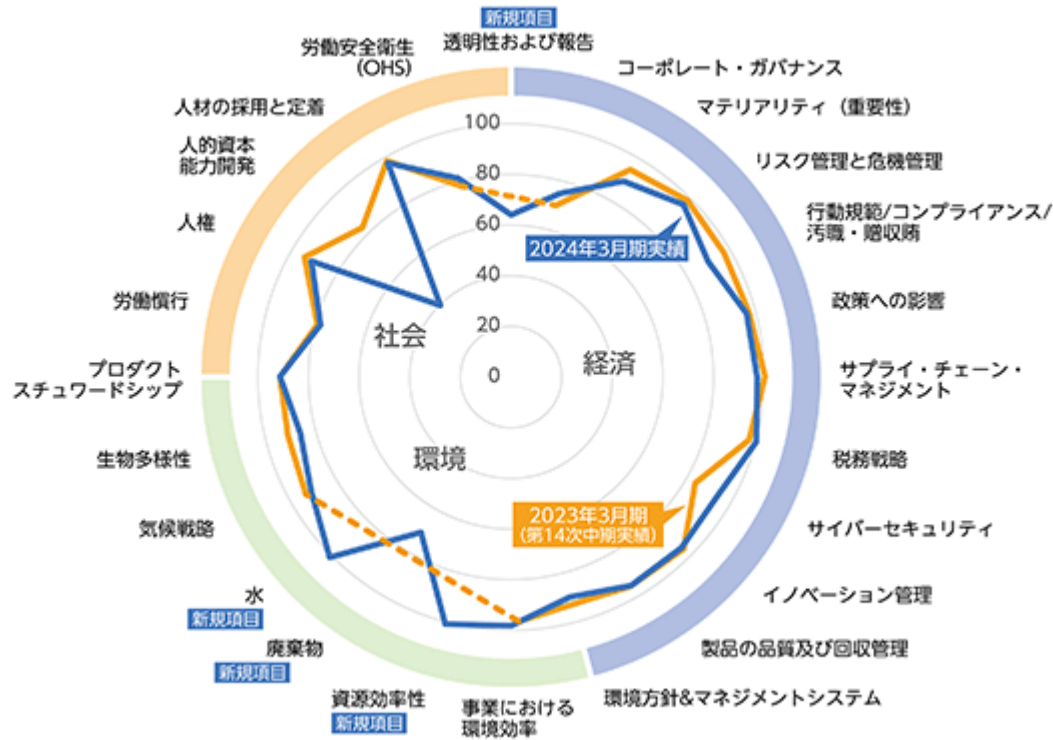 新規項目
透明性および報告
コーポレート・ガバナンス
マテリアリティ（重要性）
リスク管理と危機管理
行動規範/コンプライアンス/
汚職・贈収賄
政策への影響
サプライ・チェーン・
マネジメント
税務戦略
サイバーセキュリティ
イノベーション管理
製品の品質及び回収管理
環境方針&マネジメントシステム
事業における
環境効率
資源効率性
新規項目
廃棄物
新規項目
水
新規項目
気候戦略
生物多様性
プロダクト
スチュワードシップ
労働慣行
人権
人的資本
能力開発
人材の採用と定着
労働安全衛生
(OHS)
100
80
60
40
20
0
2024年3月期実績
社会
経済
環境
2023年3月期
(第14次中期実績)